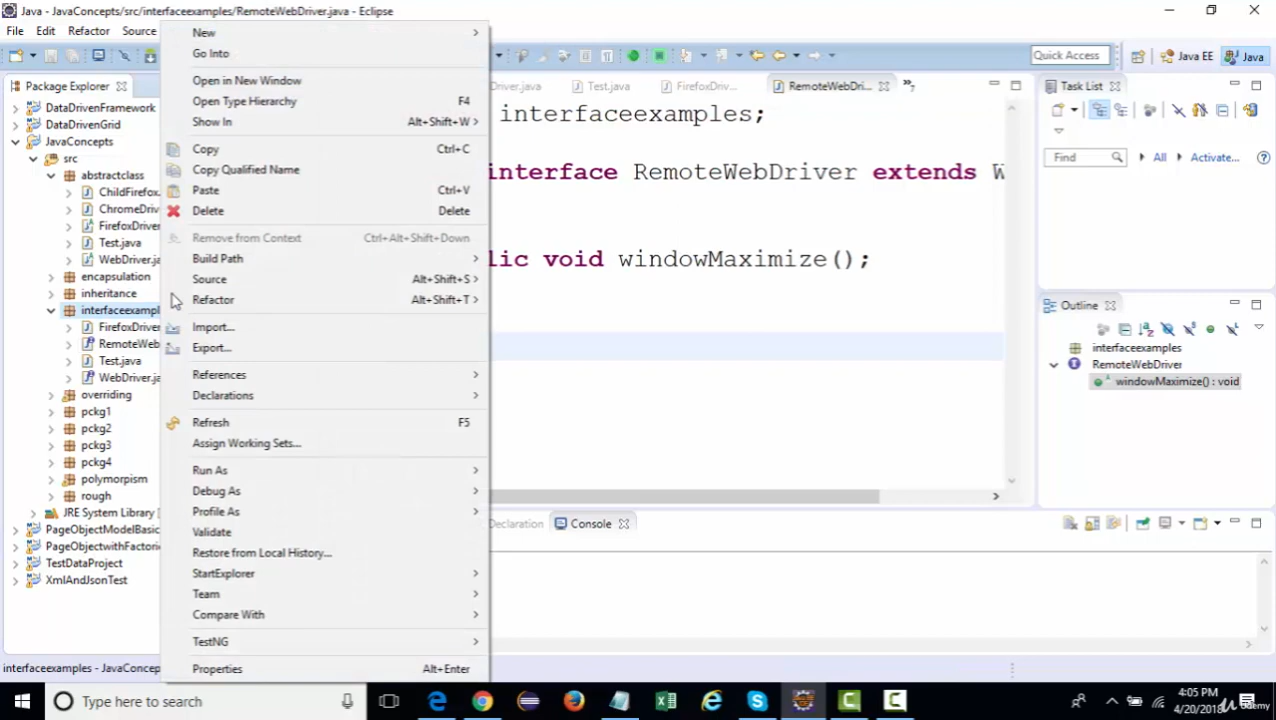 Java - JavaConcepts/src/interfaceexamples/RemoteWebDriver.java - Eclipse
File Edit Refactor Source
Quick Access Java EE Java
Package Explorer
DataDrivenFramework
DataDrivenGrid
JavaConcepts
src
abstractclass
ChildFirefox
ChromeDriv
FirefoxDriver
Test.java
WebDriver.ja
encapsulation
inheritance
interfaceexampl
FirefoxDriver
RemoteWeb
Test.java
WebDriver.ja
overriding
pckg1
pckg2
pckg3
pckg4
polymorpism
rough
JRE System Library [
PageObjectModelBasic
PageObjectwithFactori
TestDataProject
XmlAndJsonTest
New
Go Into
Open in New Window
Open Type Hierarchy F4
Show In Alt+Shift+W
Copy Ctrl+C
Copy Qualified Name
Paste Ctrl+V
Delete Delete
Remove from Context Ctrl+Alt+Shift+Down
Build Path
Source Alt+Shift+S
Refactor Alt+Shift+T
Import...
Export...
References
Declarations
Refresh F5
Assign Working Sets...
Run As
Debug As
Profile As
Validate
Restore from Local History...
StartExplorer
Team
Compare With
TestNG
Properties Alt+Enter
Driver.java Test.java FirefoxDriv... RemoteWebDri... »7
interfaceexamples;
interface RemoteWebDriver extends W
lic void windowMaximize();
Declaration Console
Task List
Find All Activate...
Outline
interfaceexamples
RemoteWebDriver
windowMaximize() : void
interfaceexamples - JavaConcep
Type here to search
4:05 PM
4/20/2018
Udemy